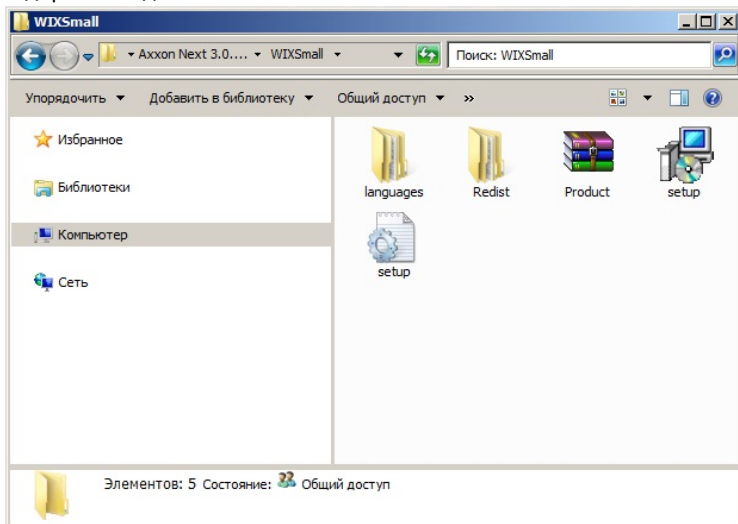 WIXSmall
Axxon Next 3.0.... WIXSmall Поиск: WIXSmall
Упорядочить Добавить в библиотеку Общий доступ »
Избранное
Библиотеки
Компьютер
Сеть
languages Redist Product setup
setup
Элементов: 5 Состояние: Общий доступ